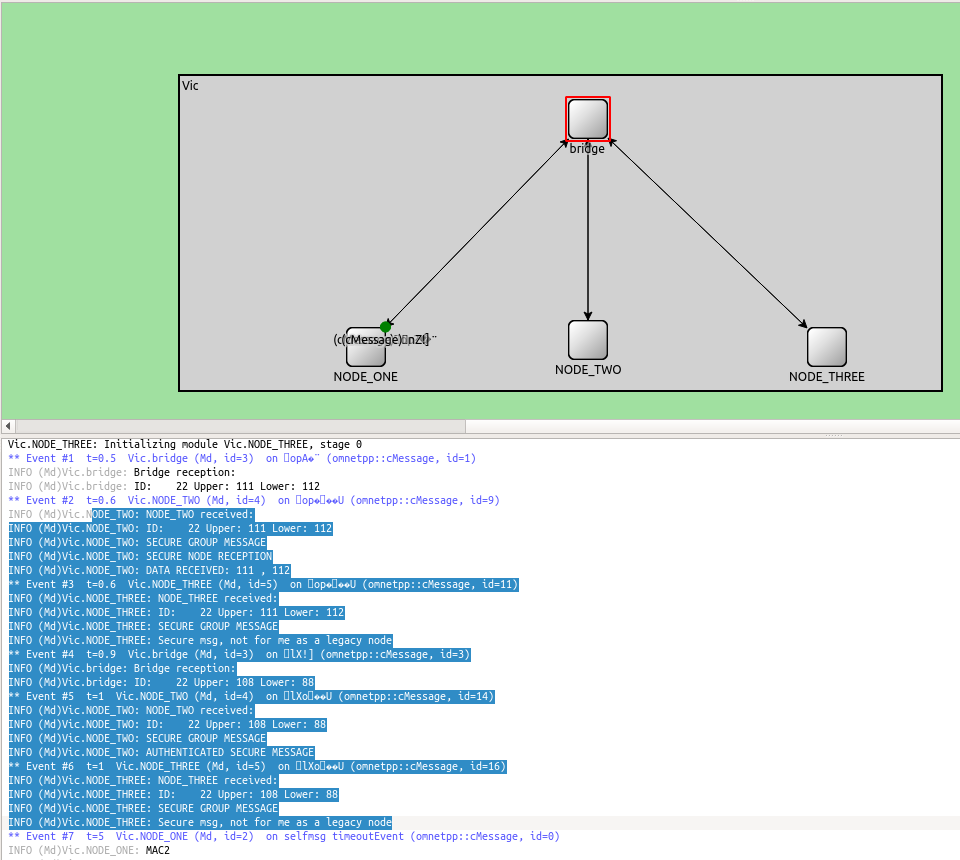 Vic
bridge
NODE_ONE
NODE_TWO
NODE_THREE
Vic.NODE_THREE: Initializing module Vic.NODE_THREE, stage 0
** Event #1 t=0.5 Vic.bridge (Md, id=3) on (omnetpp::cMessage, id=1)
INFO (Md)Vic.bridge: Bridge reception:
INFO (Md)Vic.bridge: ID: 22 Upper: 111 Lower: 112
** Event #2 t=0.6 Vic.NODE_TWO (Md, id=4) on (omnetpp::cMessage, id=9)
INFO (Md)Vic.NODE_TWO: NODE_TWO received:
INFO (Md)Vic.NODE_TWO: ID: 22 Upper: 111 Lower: 112
INFO (Md)Vic.NODE_TWO: SECURE GROUP MESSAGE
INFO (Md)Vic.NODE_TWO: SECURE NODE RECEPTION
INFO (Md)Vic.NODE_TWO: DATA RECEIVED: 111 , 112
** Event #3 t=0.6 Vic.NODE_THREE (Md, id=5) on (omnetpp::cMessage, id=11)
INFO (Md)Vic.NODE_THREE: NODE_THREE received:
INFO (Md)Vic.NODE_THREE: ID: 22 Upper: 111 Lower: 112
INFO (Md)Vic.NODE_THREE: SECURE GROUP MESSAGE
INFO (Md)Vic.NODE_THREE: Secure msg, not for me as a legacy node
** Event #4 t=0.9 Vic.bridge (Md, id=3) on (omnetpp::cMessage, id=3)
INFO (Md)Vic.bridge: Bridge reception:
INFO (Md)Vic.bridge: ID: 22 Upper: 108 Lower: 88
** Event #5 t=1 Vic.NODE_TWO (Md, id=4) on (omnetpp::cMessage, id=14)
INFO (Md)Vic.NODE_TWO: NODE_TWO received:
INFO (Md)Vic.NODE_TWO: ID: 22 Upper: 108 Lower: 88
INFO (Md)Vic.NODE_TWO: SECURE GROUP MESSAGE
INFO (Md)Vic.NODE_TWO: AUTHENTICATED SECURE MESSAGE
** Event #6 t=1 Vic.NODE_THREE (Md, id=5) on (omnetpp::cMessage, id=16)
INFO (Md)Vic.NODE_THREE: NODE_THREE received:
INFO (Md)Vic.NODE_THREE: ID: 22 Upper: 108 Lower: 88
INFO (Md)Vic.NODE_THREE: SECURE GROUP MESSAGE
INFO (Md)Vic.NODE_THREE: Secure msg, not for me as a legacy node
** Event #7 t=5 Vic.NODE_ONE (Md, id=2) on selfmsg timeoutEvent (omnetpp::cMessage, id=0)
INFO (Md)Vic.NODE_ONE: MAC2